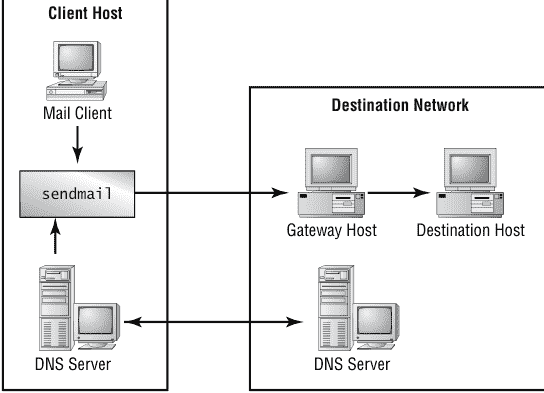 Client Host
Mail Client
sendmail
DNS Server
Destination Network
Gateway Host
Destination Host
DNS Server